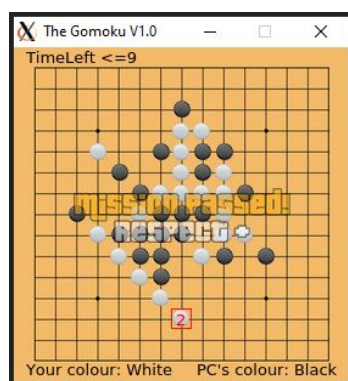 The Gomoku V1.0
TimeLeft <=9
mission passed!
RESPECT +
2
Your colour: White PC's colour: Black